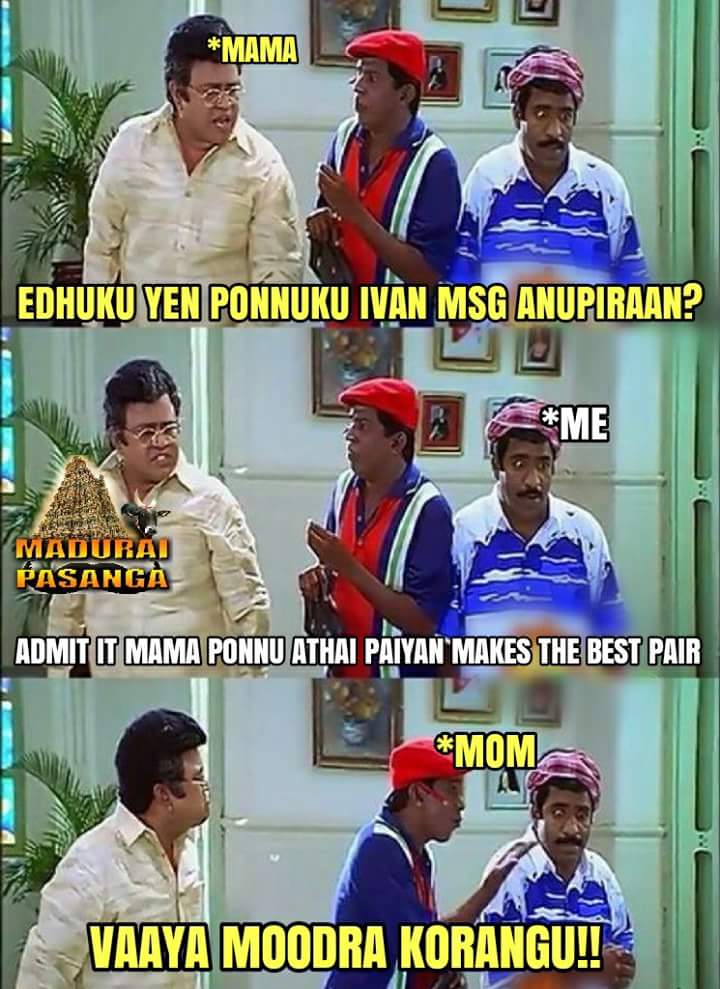 *MAMA
EDHUKU YEN PONNUKU IVAN MSG ANUPIRAAN?
*ME
MADURAI
PASANGA
ADMIT IT MAMA PONNU ATHAI PAIYAN MAKES THE BEST PAIR
*MOM
VAAYA MOODRA KORANGU!!